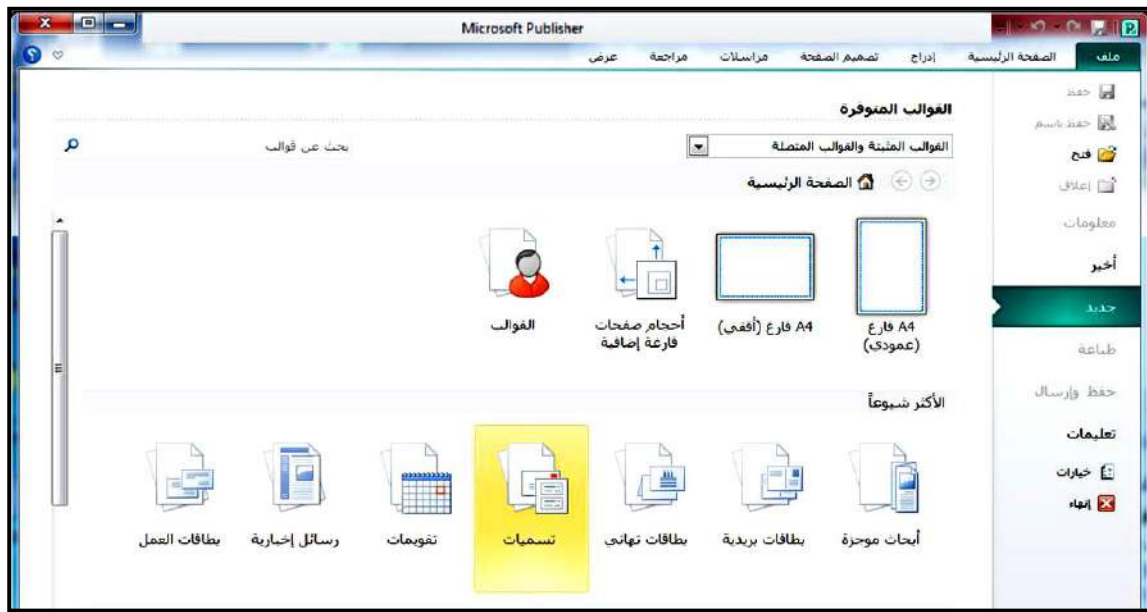 Microsoft Publisher
ملف الصفحة الرئيسية إدراج تصميم الصفحة مراسلات مراجعة عرض
حفظ
حفظ باسم
فتح
إغلاق
معلومات
أخير
جديد
طباعة
حفظ وإرسال
تعليمات
خيارات
إنهاء
القوالب المتوفرة
القوالب المثبتة والقوالب المتصلة بحث عن قوالب
الصفحة الرئيسية
A4 فارغ (عمودي)
A4 فارغ (أفقي)
أحجام صفحات فارغة إضافية
القوالب
الأكثر شيوعاً
أبحاث موجزة
بطاقات بريدية
بطاقات تهاني
تسميات
تقويمات
رسائل إخبارية
بطاقات العمل